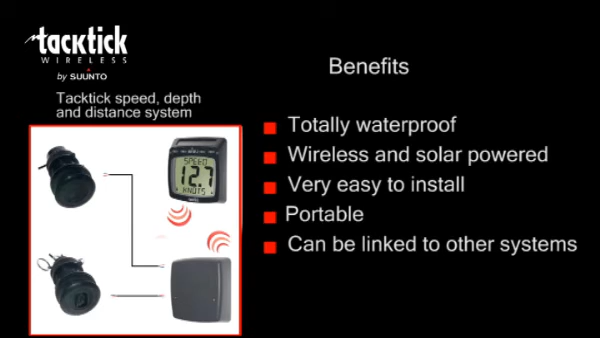 tacktick
WIRELESS
by SUUNTO
Tacktick speed, depth
and distance system
SPEED
12.7
KNOTS
Benefits
Totally waterproof
Wireless and solar powered
Very easy to install
Portable
Can be linked to other systems